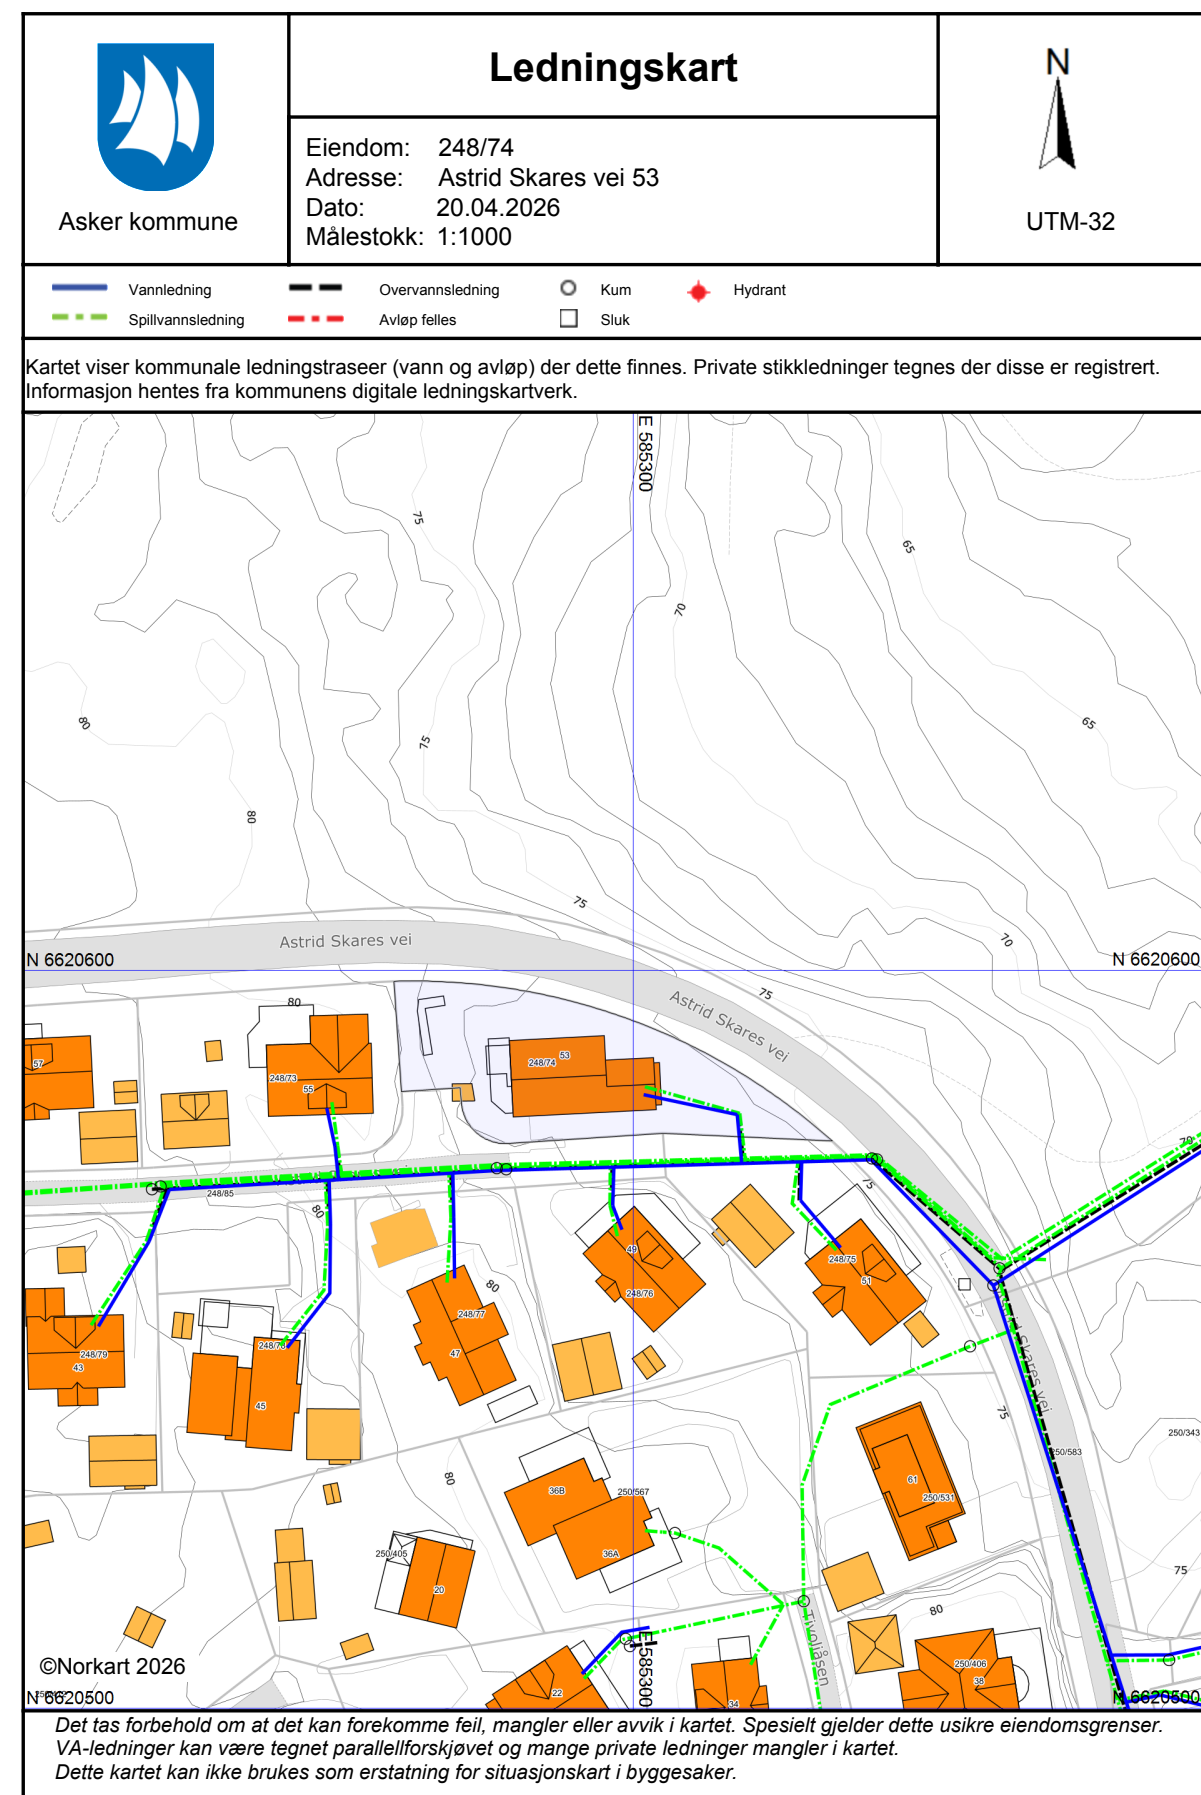 Ledningskart
Asker kommune
Eiendom: 248/74
Adresse: Astrid Skares vei 53
Dato: 20.04.2026
Målestokk: 1:1000
N
UTM-32
Vannledning
Overvannsledning
Kum
Hydrant
Spillvannsledning
Avløp felles
Sluk
Kartet viser kommunale ledningstraseer (vann og avløp) der dette finnes. Private stikkledninger tegnes der disse er registrert.
Informasjon hentes fra kommunens digitale ledningskartverk.
E 585300
75
65
70
80
75
65
80
75
70
Astrid Skares vei
N 6620600
N 6620600
80
75
Astrid Skares vei
57
248/73
55
248/74
53
70
248/85
80
75
49
248/75
51
80
248/76
248/77
47
248/79
43
45
Astrid Skares vei
75
250/583
250/343
80
36B
250/567
61
250/531
36A
250/405
20
75
80
Tivoliåsen
E 585300
250/406
38
22
34
©Norkart 2026
N 6620500
N 6620500
Det tas forbehold om at det kan forekomme feil, mangler eller avvik i kartet. Spesielt gjelder dette usikre eiendomsgrenser.
VA-ledninger kan være tegnet parallellforskjøvet og mange private ledninger mangler i kartet.
Dette kartet kan ikke brukes som erstatning for situasjonskart i byggesaker.